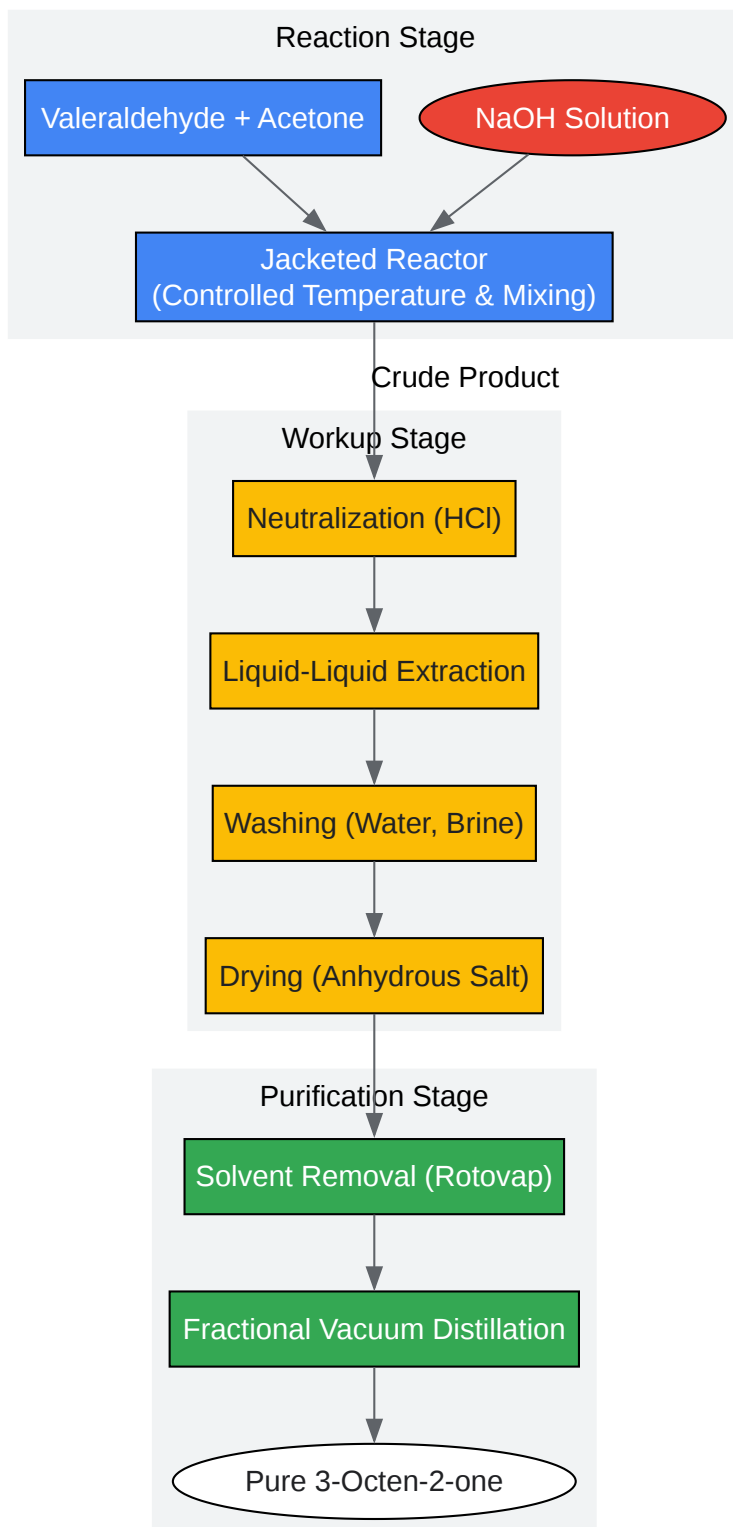 Reaction Stage
Valeraldehyde + Acetone
NaOH Solution
Jacketed Reactor
(Controlled Temperature & Mixing)
Crude Product
Workup Stage
Neutralization (HCl)
Liquid-Liquid Extraction
Washing (Water, Brine)
Drying (Anhydrous Salt)
Purification Stage
Solvent Removal (Rotovap)
Fractional Vacuum Distillation
Pure 3-Octen-2-one